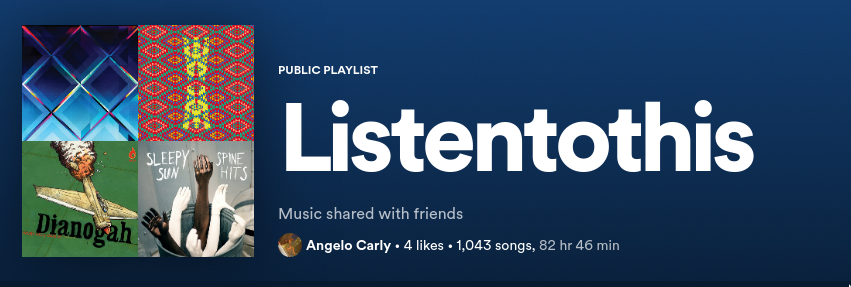 PUBLIC PLAYLIST
Listentothis
SLEEPY SPINE
SUN HITS
Dianogah
Music shared with friends
Angelo Carly • 4 likes • 1,043 songs, 82 hr 46 min